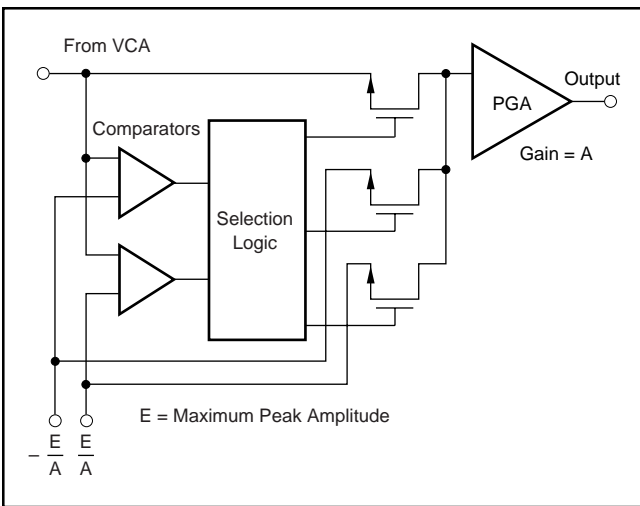 From VCA
Output
PGA
Comparators
Gain = A
Selection
Logic
E = Maximum Peak Amplitude
– E/A E/A